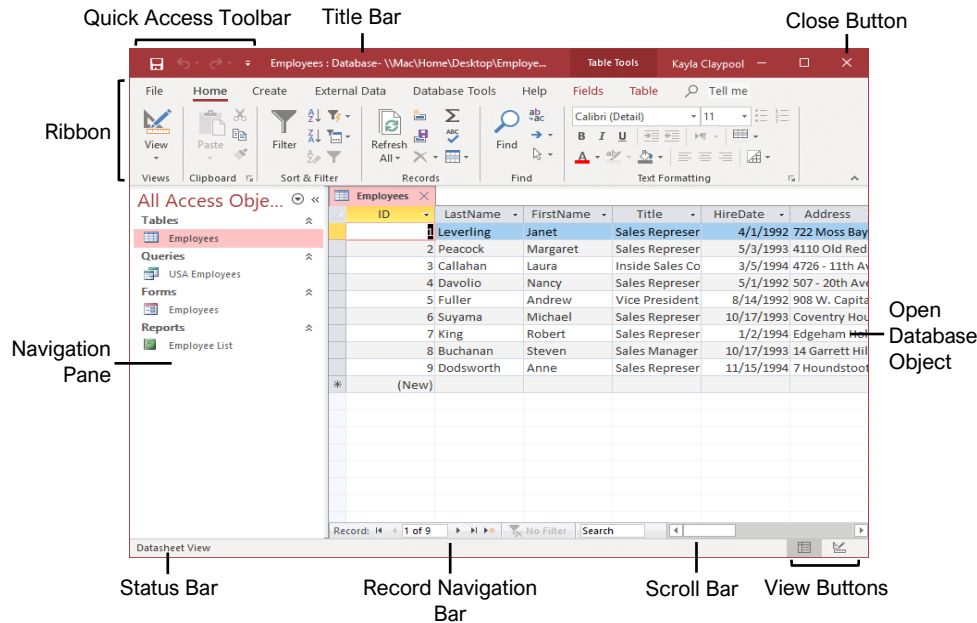 Quick Access Toolbar
Title Bar
Close Button
Employees : Database- \\Mac\Home\Desktop\Employe...
Table Tools
Kayla Claypool
File Home Create External Data Database Tools Help Fields Table Tell me
Ribbon
View
Paste
Filter
Refresh All
ABC
Find
ab ac
Calibri (Detail)
11
B I U
A
Views
Clipboard
Sort & Filter
Records
Find
Text Formatting
All Access Obje...
Tables
Employees
Queries
USA Employees
Forms
Employees
Reports
Employee List
Employees
ID LastName FirstName Title HireDate Address
1 Leverling Janet Sales Represer 4/1/1992 722 Moss Bay
2 Peacock Margaret Sales Represer 5/3/1993 4110 Old Red
3 Callahan Laura Inside Sales Co 3/5/1994 4726 - 11th Av
4 Davolio Nancy Sales Represer 5/1/1992 507 - 20th Ave
5 Fuller Andrew Vice President 8/14/1992 908 W. Capita
6 Suyama Michael Sales Represer 10/17/1993 Coventry Hou
7 King Robert Sales Represer 1/2/1994 Edgeham Hol
8 Buchanan Steven Sales Manager 10/17/1993 14 Garrett Hil
9 Dodsworth Anne Sales Represer 11/15/1994 7 Houndstoot
(New)
Navigation
Pane
Open
Database
Object
Record: 1 of 9 No Filter Search
Datasheet View
Status Bar
Record Navigation
Bar
Scroll Bar
View Buttons